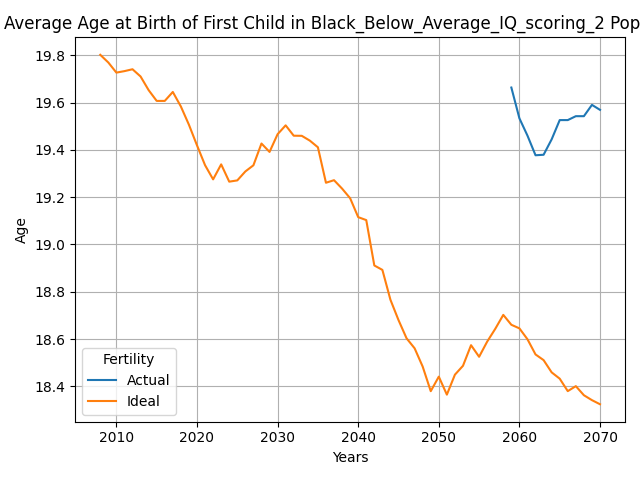 Average Age at Birth of First Child in Black_Below_Average_IQ_scoring_2 Pop
19.8
19.6
19.4
19.2
19.0
18.8
18.6
18.4
Age
Fertility
Actual
Ideal
2010 2020 2030 2040 2050 2060 2070
Years